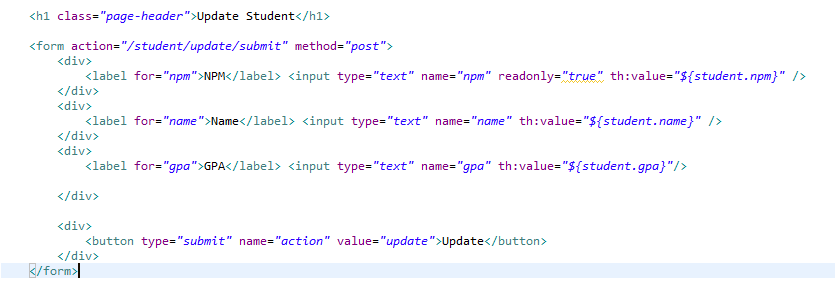 <h1 class="page-header">Update Student</h1>
<form action="/student/update/submit" method="post">
<div>
<label for="npm">NPM</label> <input type="text" name="npm" readonly="true" th:value="${student.npm}" />
</div>
<div>
<label for="name">Name</label> <input type="text" name="name" th:value="${student.name}" />
</div>
<div>
<label for="gpa">GPA</label> <input type="text" name="gpa" th:value="${student.gpa}"/>
</div>
<div>
<button type="submit" name="action" value="update">Update</button>
</div>
</form>